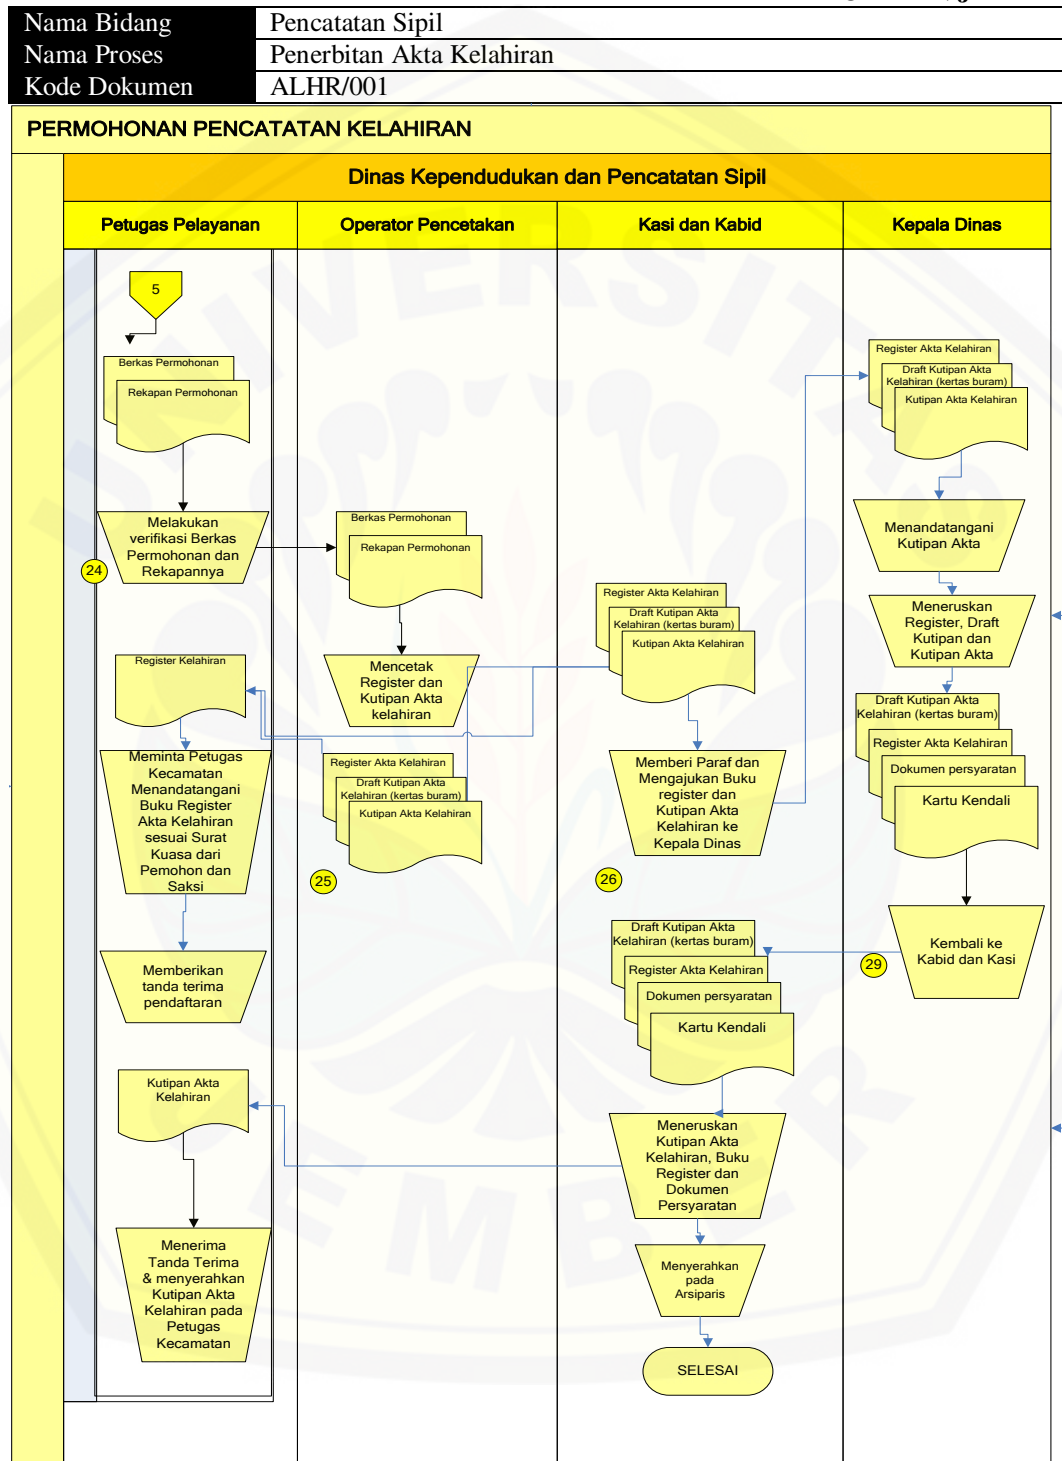 Nama Bidang Pencatatan Sipil
Nama Proses Penerbitan Akta Kelahiran
Kode Dokumen ALHR/001
PERMOHONAN PENCATATAN KELAHIRAN
Dinas Kependudukan dan Pencatatan Sipil
Petugas Pelayanan
Operator Pencetakan
Kasi dan Kabid
Kepala Dinas
5
Berkas Permohonan
Rekapan Permohonan
Melakukan
verifikasi Berkas
Permohonan dan
Rekapannya
24
Register Kelahiran
Meminta Petugas
Kecamatan
Menandatangani
Buku Register
Akta Kelahiran
sesuai Surat
Kuasa dari
Pemohon dan
Saksi
Memberikan
tanda terima
pendaftaran
Kutipan Akta
Kelahiran
Menerima
Tanda Terima
& menyerahkan
Kutipan Akta
Kelahiran pada
Petugas
Kecamatan
Berkas Permohonan
Rekapan Permohonan
Mencetak
Register dan
Kutipan Akta
kelahiran
Register Akta Kelahiran
Draft Kutipan Akta
Kelahiran (kertas buram)
Kutipan Akta Kelahiran
25
Register Akta Kelahiran
Draft Kutipan Akta
Kelahiran (kertas buram)
Kutipan Akta Kelahiran
Memberi Paraf dan
Mengajukan Buku
register dan
Kutipan Akta
Kelahiran ke
Kepala Dinas
26
Draft Kutipan Akta
Kelahiran (kertas buram)
Register Akta Kelahiran
Dokumen persyaratan
Kartu Kendali
Meneruskan
Kutipan Akta
Kelahiran, Buku
Register dan
Dokumen
Persyaratan
Menyerahkan
pada
Arsiparis
SELESAI
Register Akta Kelahiran
Draft Kutipan Akta
Kelahiran (kertas buram)
Kutipan Akta Kelahiran
Menandatangani
Kutipan Akta
Meneruskan
Register, Draft
Kutipan dan
Kutipan Akta
Draft Kutipan Akta
Kelahiran (kertas buram)
Register Akta Kelahiran
Dokumen persyaratan
Kartu Kendali
Kembali ke
Kabid dan Kasi
29
UNIVERSITAS
JEMBER